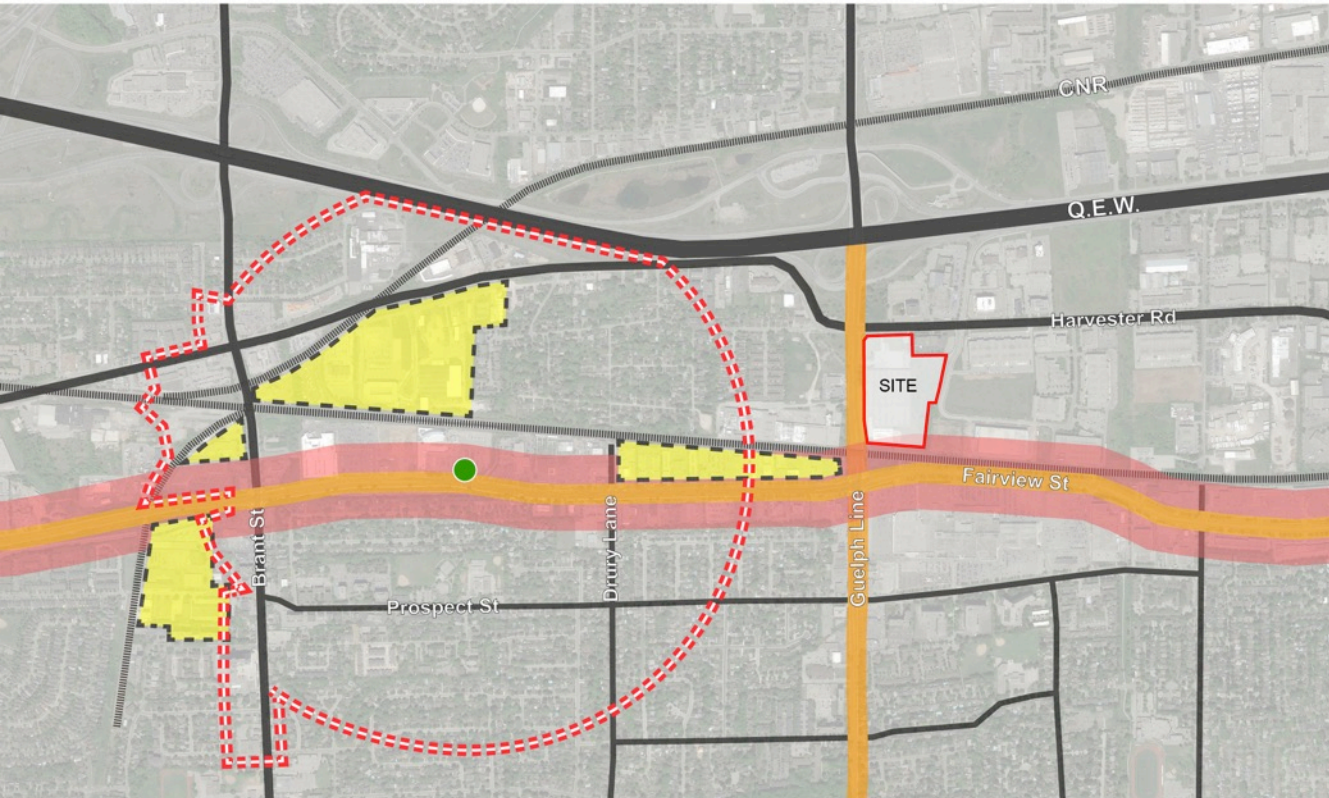 CNR
Q.E.W.
Harvester Rd
SITE
Fairview St
Guelph Line
Drury Lane
Brant St
Prospect St